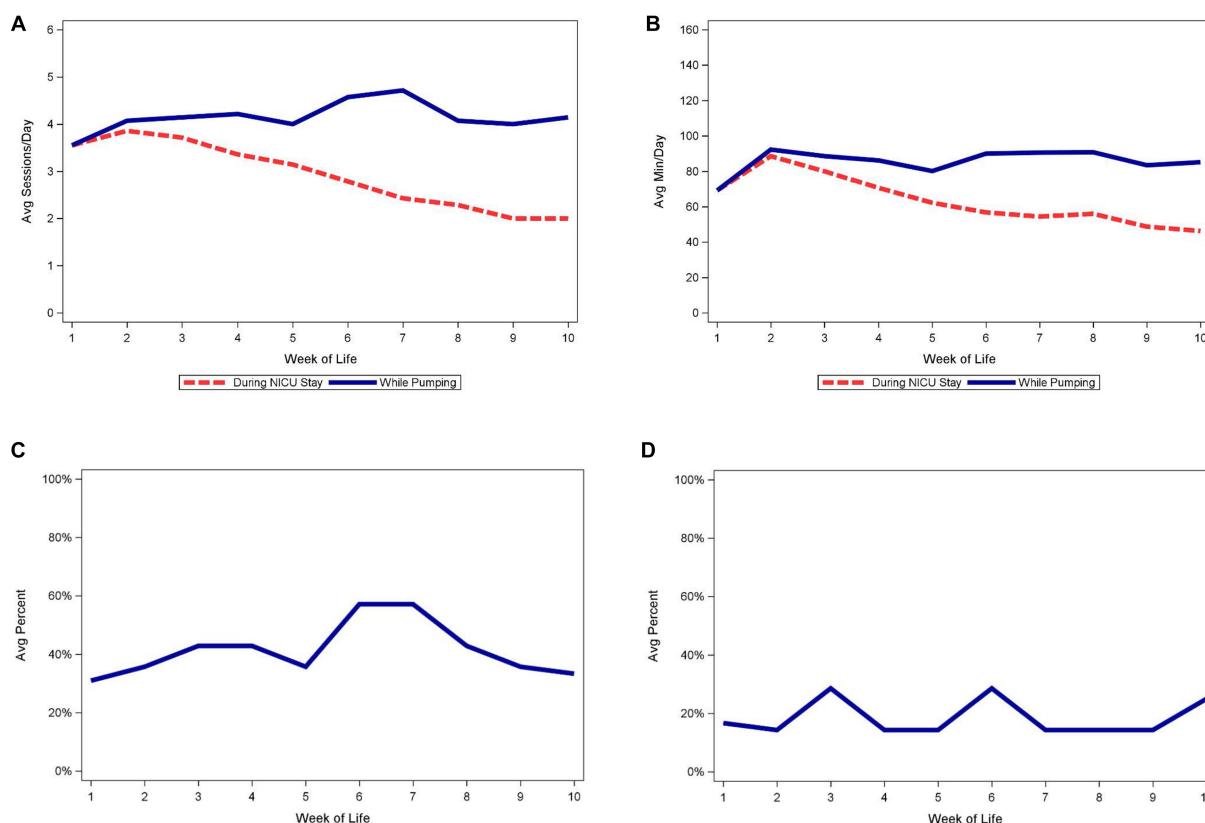 A
Avg Sessions/Day
6
5
4
3
2
1
0
1 2 3 4 5 6 7 8 9 10
Week of Life
During NICU Stay While Pumping
B
Avg Min/Day
160
140
120
100
80
60
40
20
0
1 2 3 4 5 6 7 8 9 10
Week of Life
During NICU Stay While Pumping
C
Avg Percent
100%
80%
60%
40%
20%
0%
1 2 3 4 5 6 7 8 9 10
Week of Life
D
Avg Percent
100%
80%
60%
40%
20%
0%
1 2 3 4 5 6 7 8 9 1
Week of Life